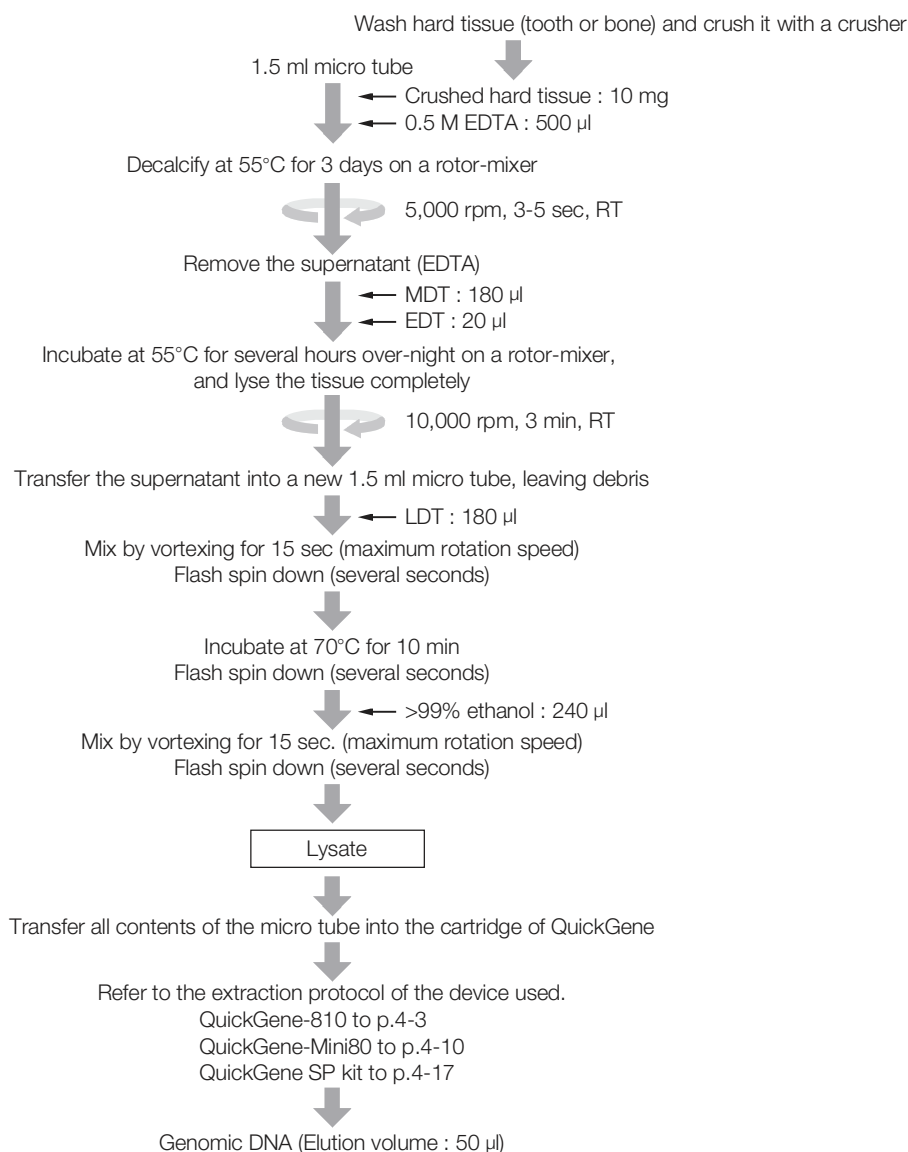 Wash hard tissue (tooth or bone) and crush it with a crusher
1.5 ml micro tube
Crushed hard tissue : 10 mg
0.5 M EDTA : 500 µl
Decalcify at 55°C for 3 days on a rotor-mixer
5,000 rpm, 3-5 sec, RT
Remove the supernatant (EDTA)
MDT : 180 µl
EDT : 20 µl
Incubate at 55°C for several hours over-night on a rotor-mixer,
and lyse the tissue completely
10,000 rpm, 3 min, RT
Transfer the supernatant into a new 1.5 ml micro tube, leaving debris
LDT : 180 µl
Mix by vortexing for 15 sec (maximum rotation speed)
Flash spin down (several seconds)
Incubate at 70°C for 10 min
Flash spin down (several seconds)
>99% ethanol : 240 µl
Mix by vortexing for 15 sec. (maximum rotation speed)
Flash spin down (several seconds)
Lysate
Transfer all contents of the micro tube into the cartridge of QuickGene
Refer to the extraction protocol of the device used.
QuickGene-810 to p.4-3
QuickGene-Mini80 to p.4-10
QuickGene SP kit to p.4-17
Genomic DNA (Elution volume : 50 µl)